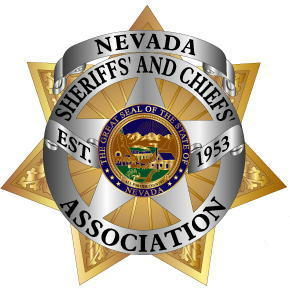 NEVADA
SHERIFFS' AND CHIEFS'
EST. 1953
THE GREAT SEAL OF THE STATE OF
NEVADA
ASSOCIATION